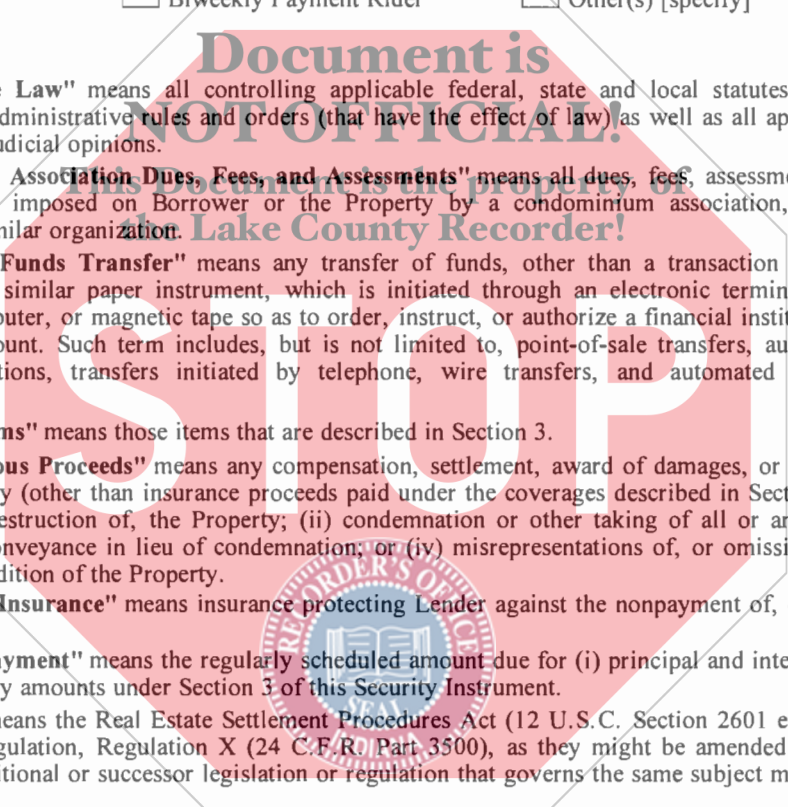 Biweekly Payment Rider Other(s) [specify]
Document is
Law" means all controlling applicable federal, state and local statutes
administrative rules and orders (that have the effect of law) as well as all ap
NOT OFFICIAL!
udicial opinions.
Association Dues, Fees, and Assessments" means all dues, fees, assessme
This Document is the property of
imposed on Borrower or the Property by a condominium association,
milar organization.
the Lake County Recorder!
Funds Transfer" means any transfer of funds, other than a transaction
similar paper instrument, which is initiated through an electronic termin
puter, or magnetic tape so as to order, instruct, or authorize a financial instit
ount. Such term includes, but is not limited to, point-of-sale transfers, au
tions, transfers initiated by telephone, wire transfers, and automated
STOP
ms" means those items that are described in Section 3.
ous Proceeds" means any compensation, settlement, award of damages, or
y (other than insurance proceeds paid under the coverages described in Sect
estruction of, the Property; (ii) condemnation or other taking of all or an
onveyance in lieu of condemnation; or (iv) misrepresentations of, or omissi
dition of the Property.
Insurance" means insurance protecting Lender against the nonpayment of,
RECORDER'S OFFICE
ayment" means the regularly scheduled amount due for (i) principal and inte
y amounts under Section 3 of this Security Instrument.
SEAL
eans the Real Estate Settlement Procedures Act (12 U.S.C. Section 2601 e
gulation, Regulation X (24 C.F.R. Part 3500), as they might be amended
INDIANA
itional or successor legislation or regulation that governs the same subject m